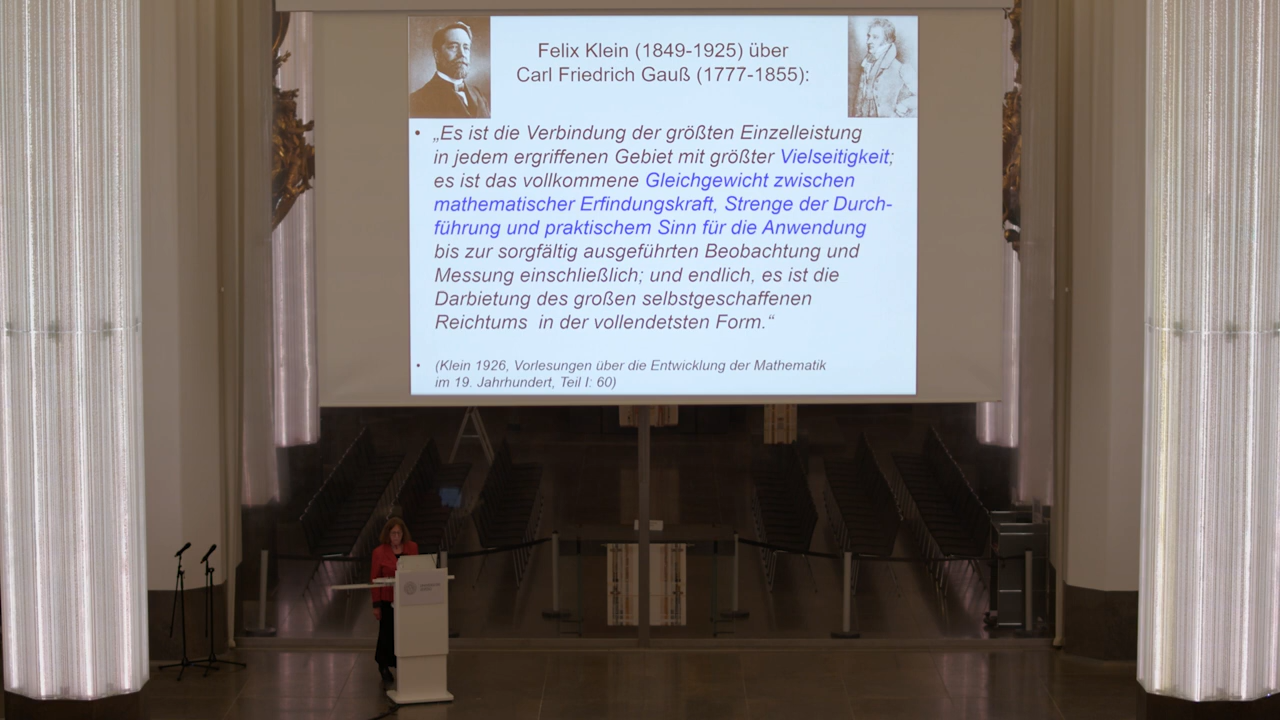 Felix Klein (1849-1925) über
Carl Friedrich Gauß (1777-1855):
• „Es ist die Verbindung der größten Einzelleistung
in jedem ergriffenen Gebiet mit größter Vielseitigkeit;
es ist das vollkommene Gleichgewicht zwischen
mathematischer Erfindungskraft, Strenge der Durch-
führung und praktischem Sinn für die Anwendung
bis zur sorgfältig ausgeführten Beobachtung und
Messung einschließlich; und endlich, es ist die
Darbietung des großen selbstgeschaffenen
Reichtums in der vollendetsten Form.“
• (Klein 1926, Vorlesungen über die Entwicklung der Mathematik
im 19. Jahrhundert, Teil I: 60)